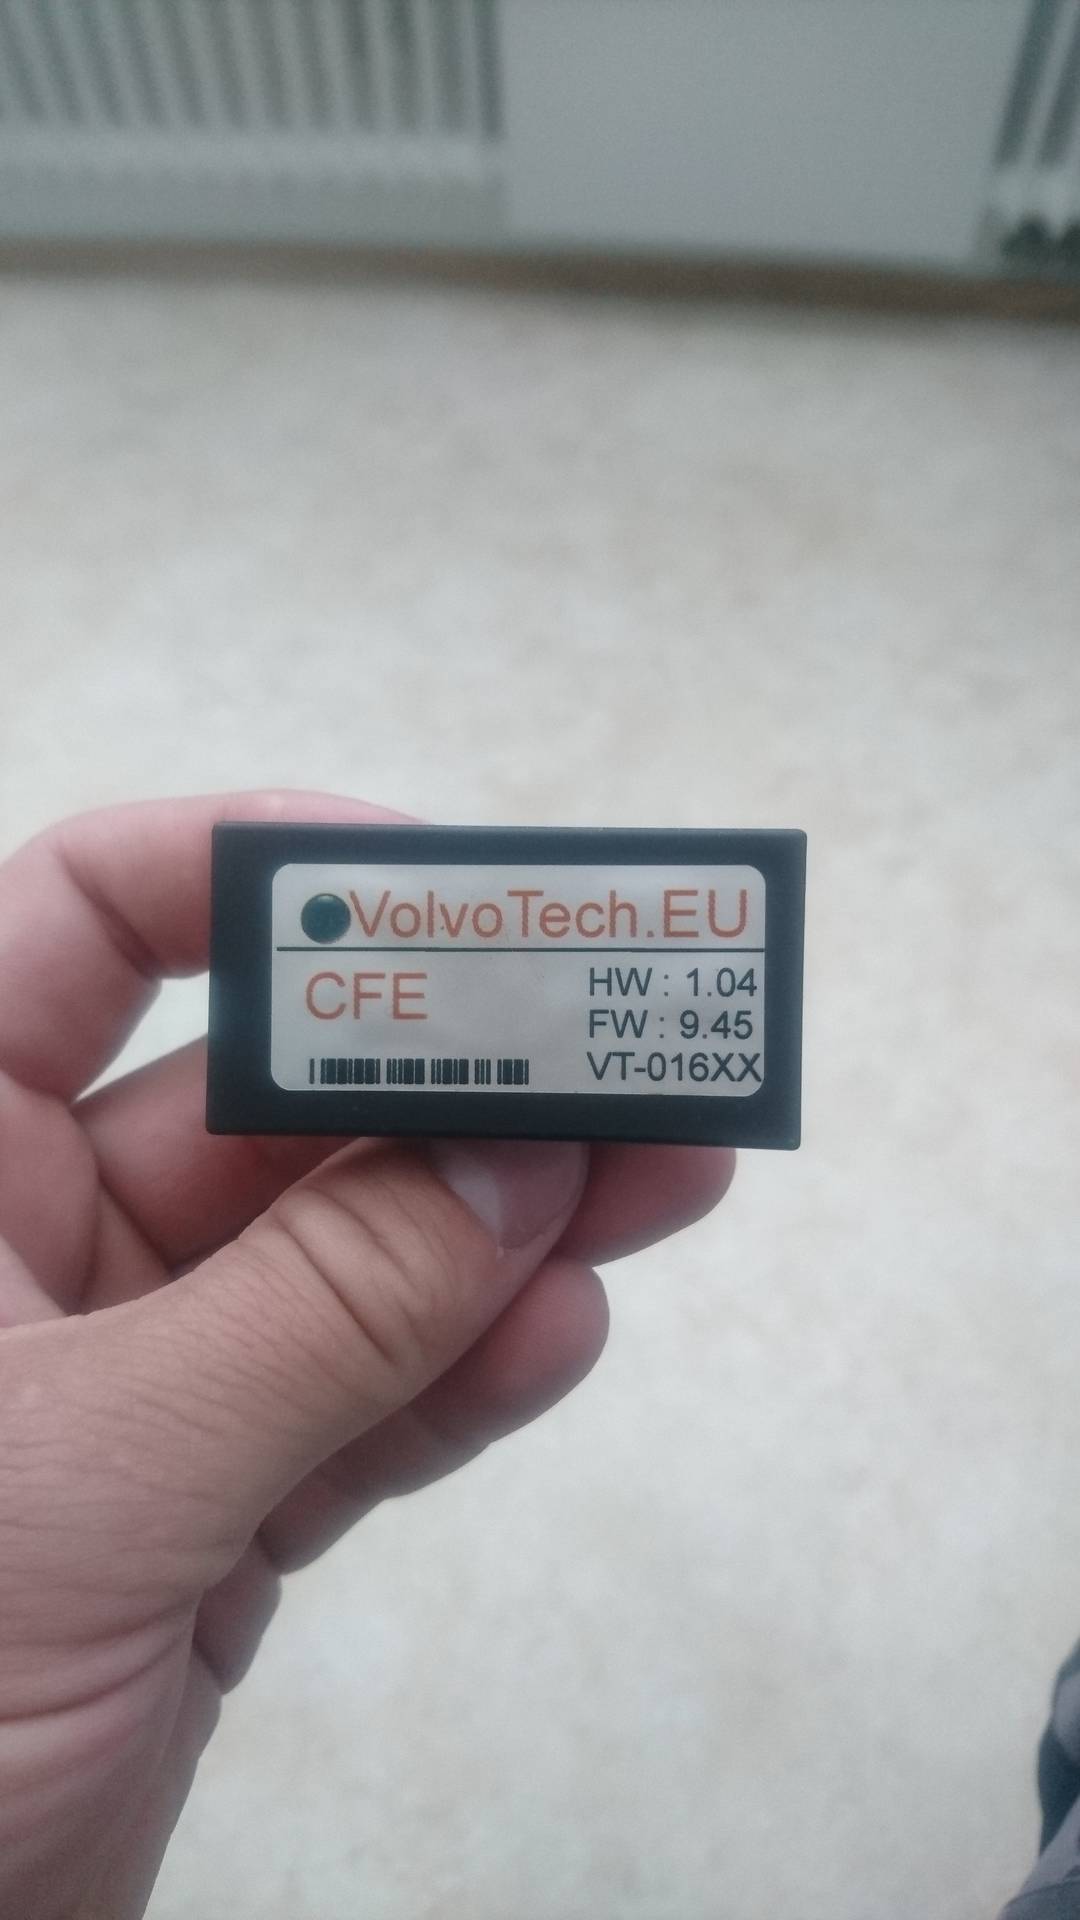 VolvoTech.EU
CFE
HW : 1.04
FW : 9.45
VT-016XX